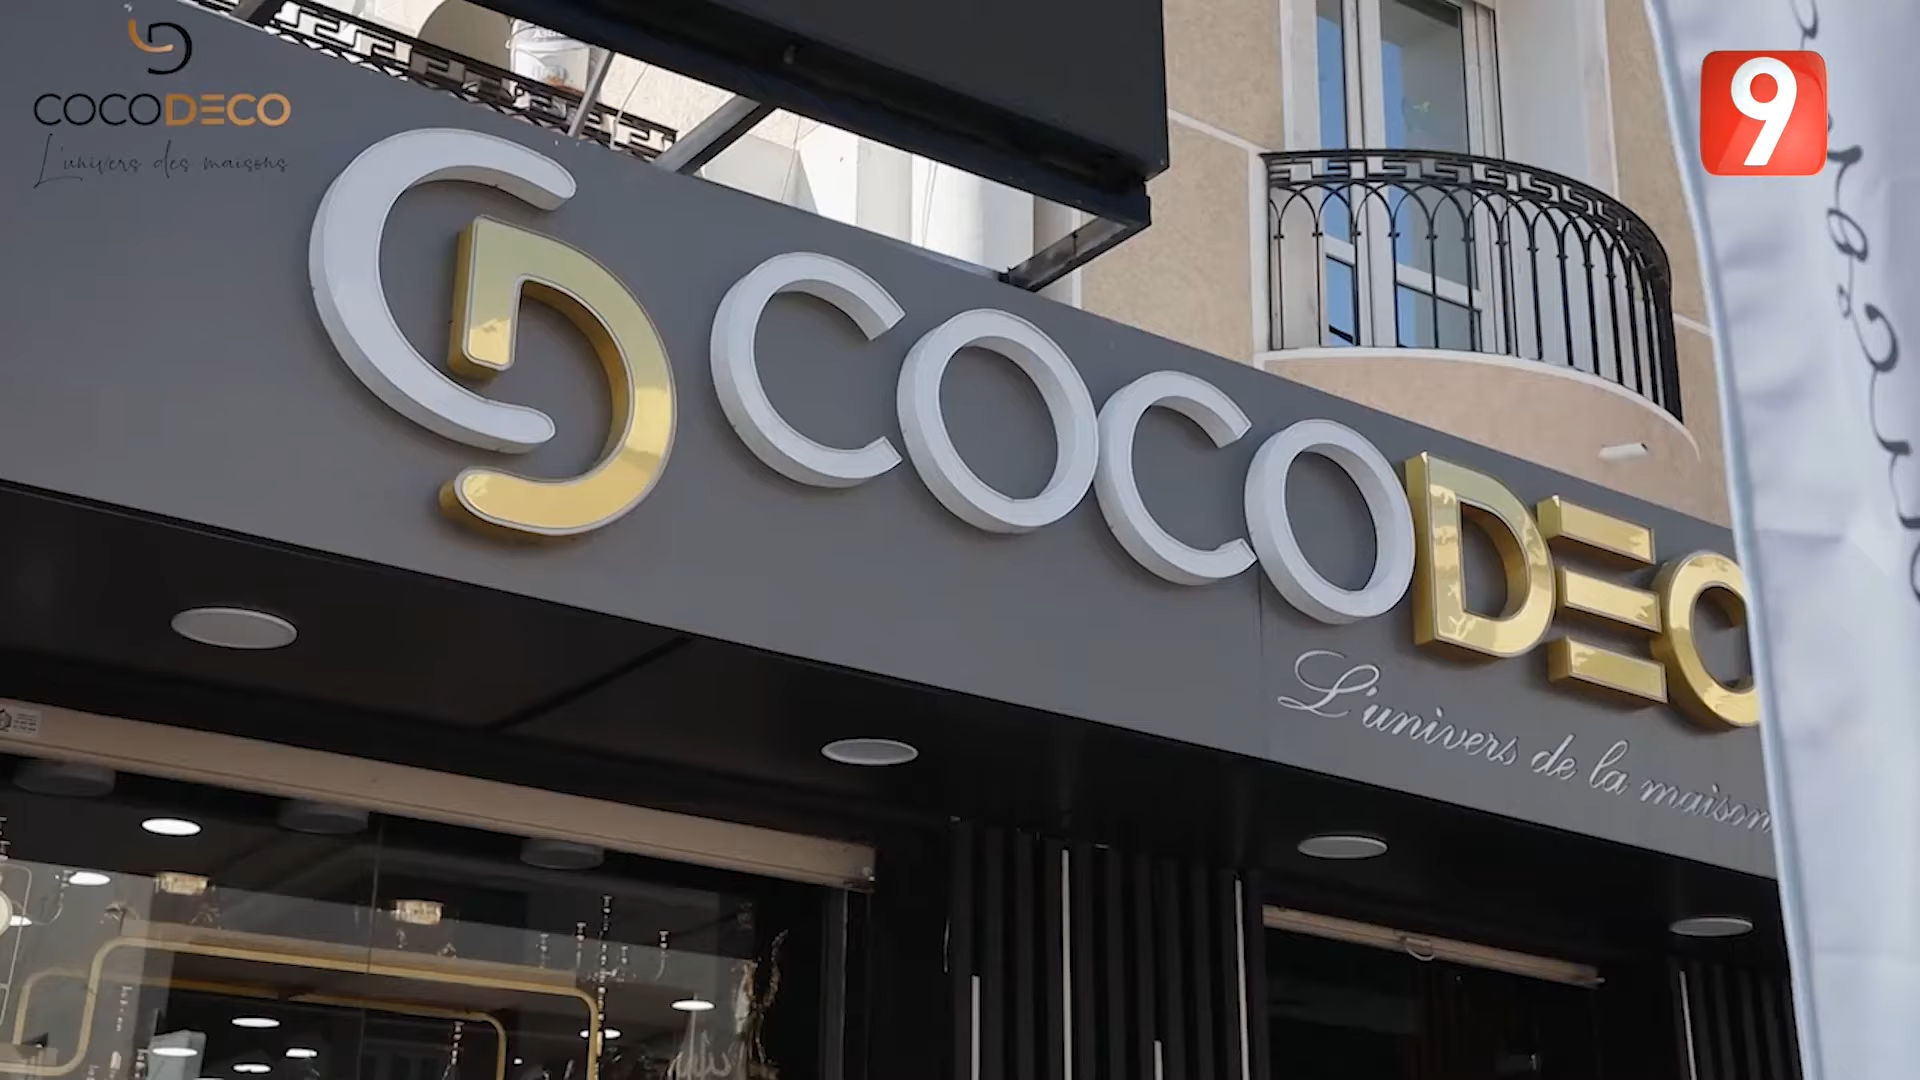 COCODECO
L'univers des maisons
9
COCODECO
L'univers de la maison